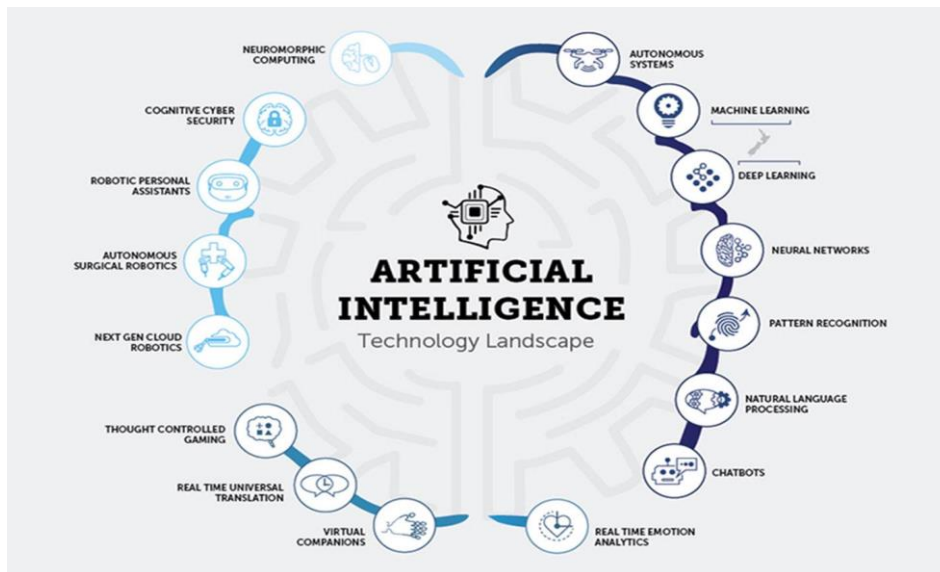 NEUROMORPHIC
COMPUTING
AUTONOMOUS
SYSTEMS
COGNITIVE CYBER
SECURITY
MACHINE LEARNING
ROBOTIC PERSONAL
ASSISTANTS
DEEP LEARNING
AUTONOMOUS
SURGICAL ROBOTICS
NEURAL NETWORKS
ARTIFICIAL
INTELLIGENCE
Technology Landscape
NEXT GEN CLOUD
ROBOTICS
PATTERN RECOGNITION
NATURAL LANGUAGE
PROCESSING
THOUGHT CONTROLLED
GAMING
CHATBOTS
REAL TIME UNIVERSAL
TRANSLATION
VIRTUAL
COMPANIONS
REAL TIME EMOTION
ANALYTICS